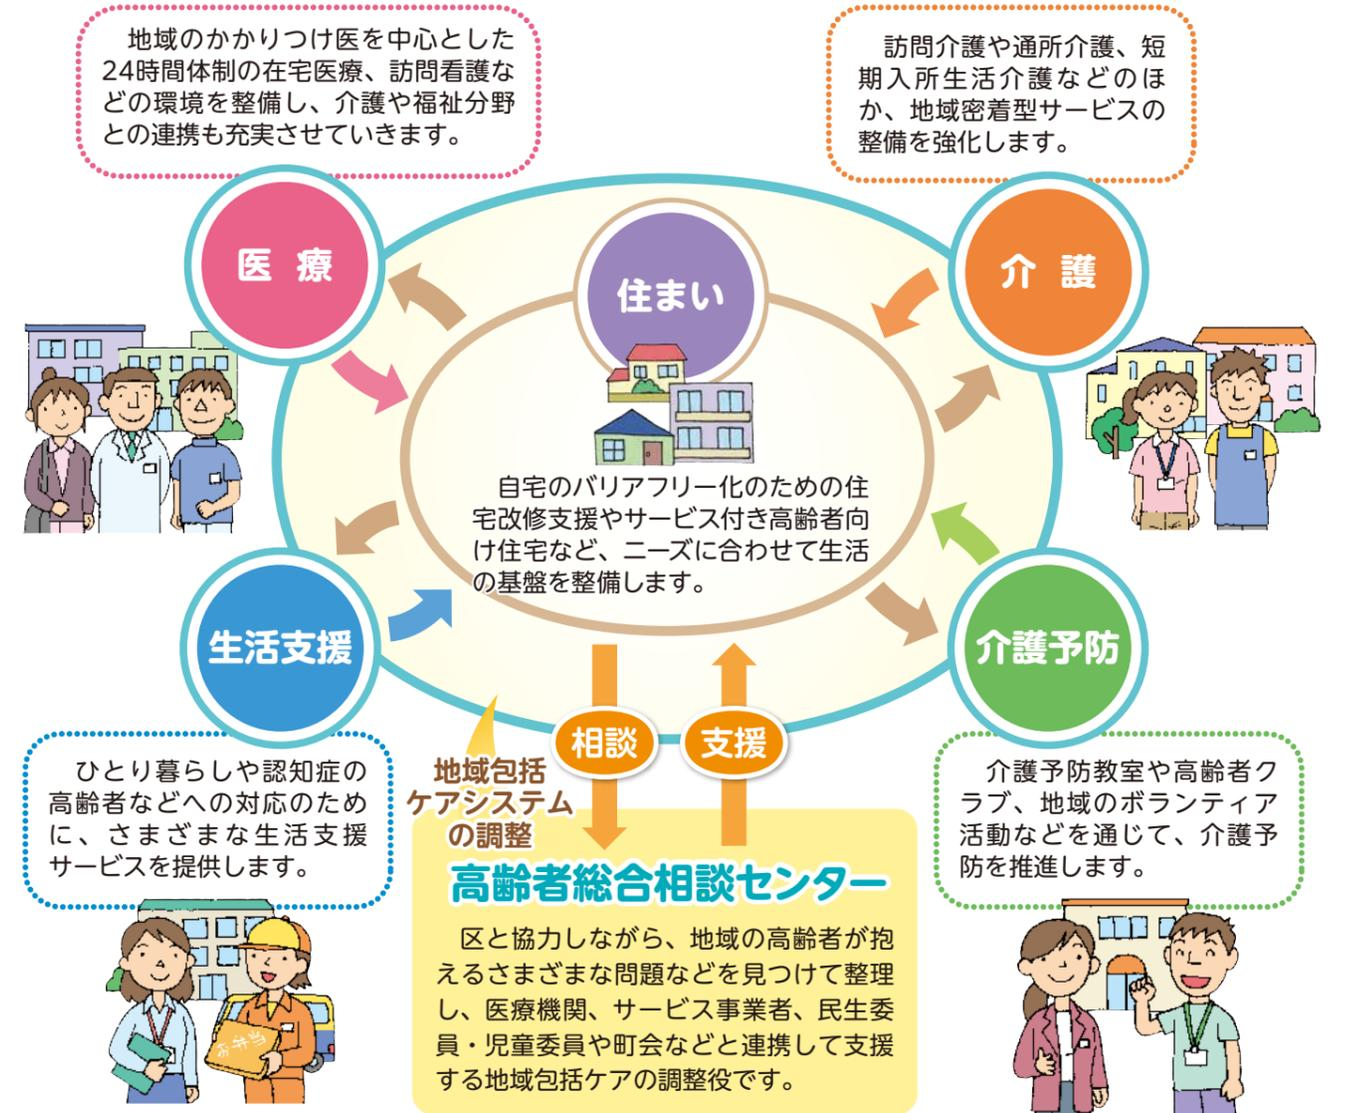 地域のかかりつけ医を中心とした
24時間体制の在宅医療、訪問看護な
どの環境を整備し、介護や福祉分野
との連携も充実させていきます。
訪問介護や通所介護、短
期入所生活介護などのほ
か、地域密着型サービスの
整備を強化します。
医療
住まい
介護
自宅のバリアフリー化のための住
宅改修支援やサービス付き高齢者向
け住宅など、ニーズに合わせて生活
の基盤を整備します。
生活支援
介護予防
相談
支援
ひとり暮らしや認知症の
高齢者などへの対応のため
に、さまざまな生活支援
サービスを提供します。
地域包括
ケアシステム
の調整
介護予防教室や高齢者ク
ラブ、地域のボランティア
活動などを通じて、介護予
防を推進します。
高齢者総合相談センター
区と協力しながら、地域の高齢者が抱
えるさまざまな問題などを見つけて整理
し、医療機関、サービス事業者、民生委
員・児童委員や町会などと連携して支援
する地域包括ケアの調整役です。
お弁当